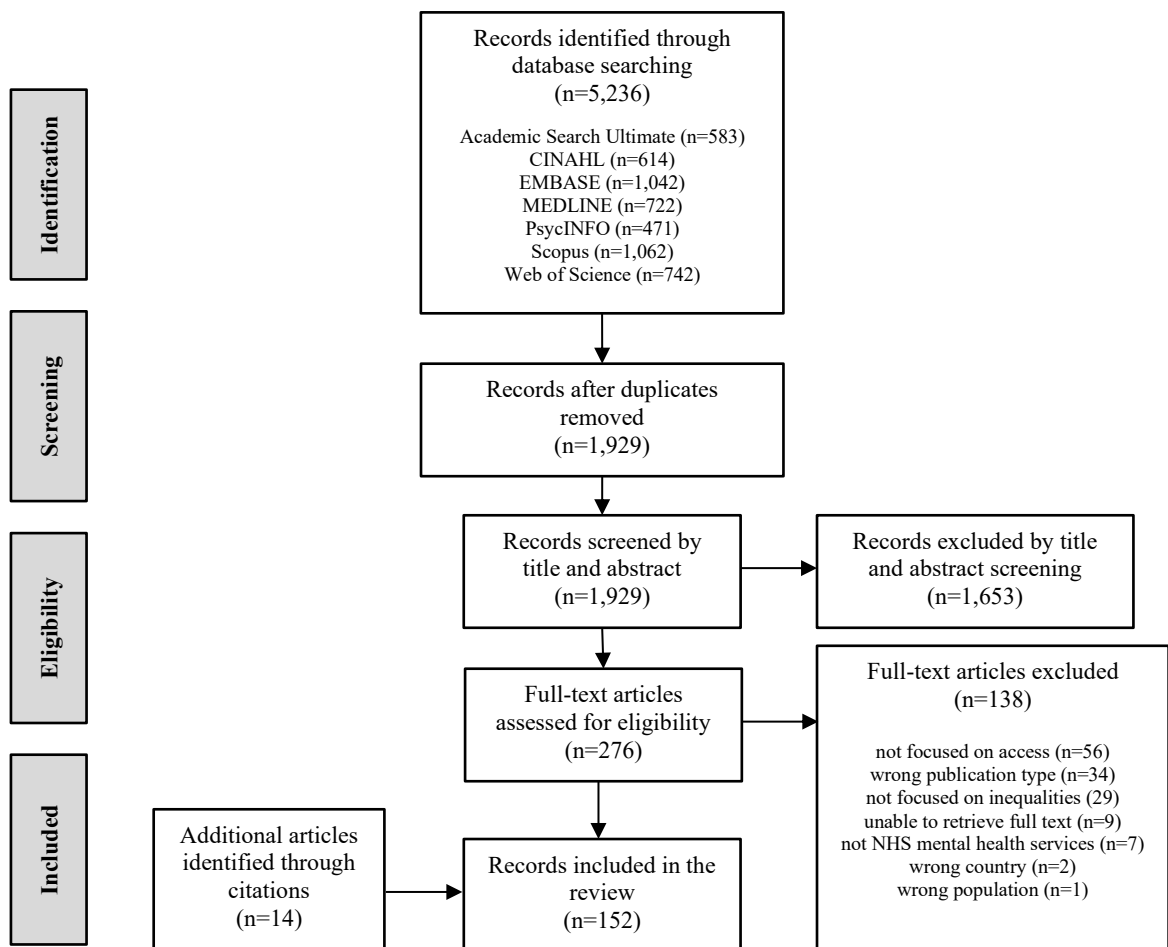 Identification
Records identified through
database searching
(n=5,236)
Academic Search Ultimate (n=583)
CINAHL (n=614)
EMBASE (n=1,042)
MEDLINE (n=722)
PsycINFO (n=471)
Scopus (n=1,062)
Web of Science (n=742)
Screening
Records after duplicates
removed
(n=1,929)
Eligibility
Records screened by
title and abstract
(n=1,929)
Records excluded by title
and abstract screening
(n=1,653)
Full-text articles
assessed for eligibility
(n=276)
Full-text articles excluded
(n=138)
not focused on access (n=56)
wrong publication type (n=34)
not focused on inequalities (29)
unable to retrieve full text (n=9)
not NHS mental health services (n=7)
wrong country (n=2)
wrong population (n=1)
Included
Additional articles
identified through
citations
(n=14)
Records included in the
review
(n=152)